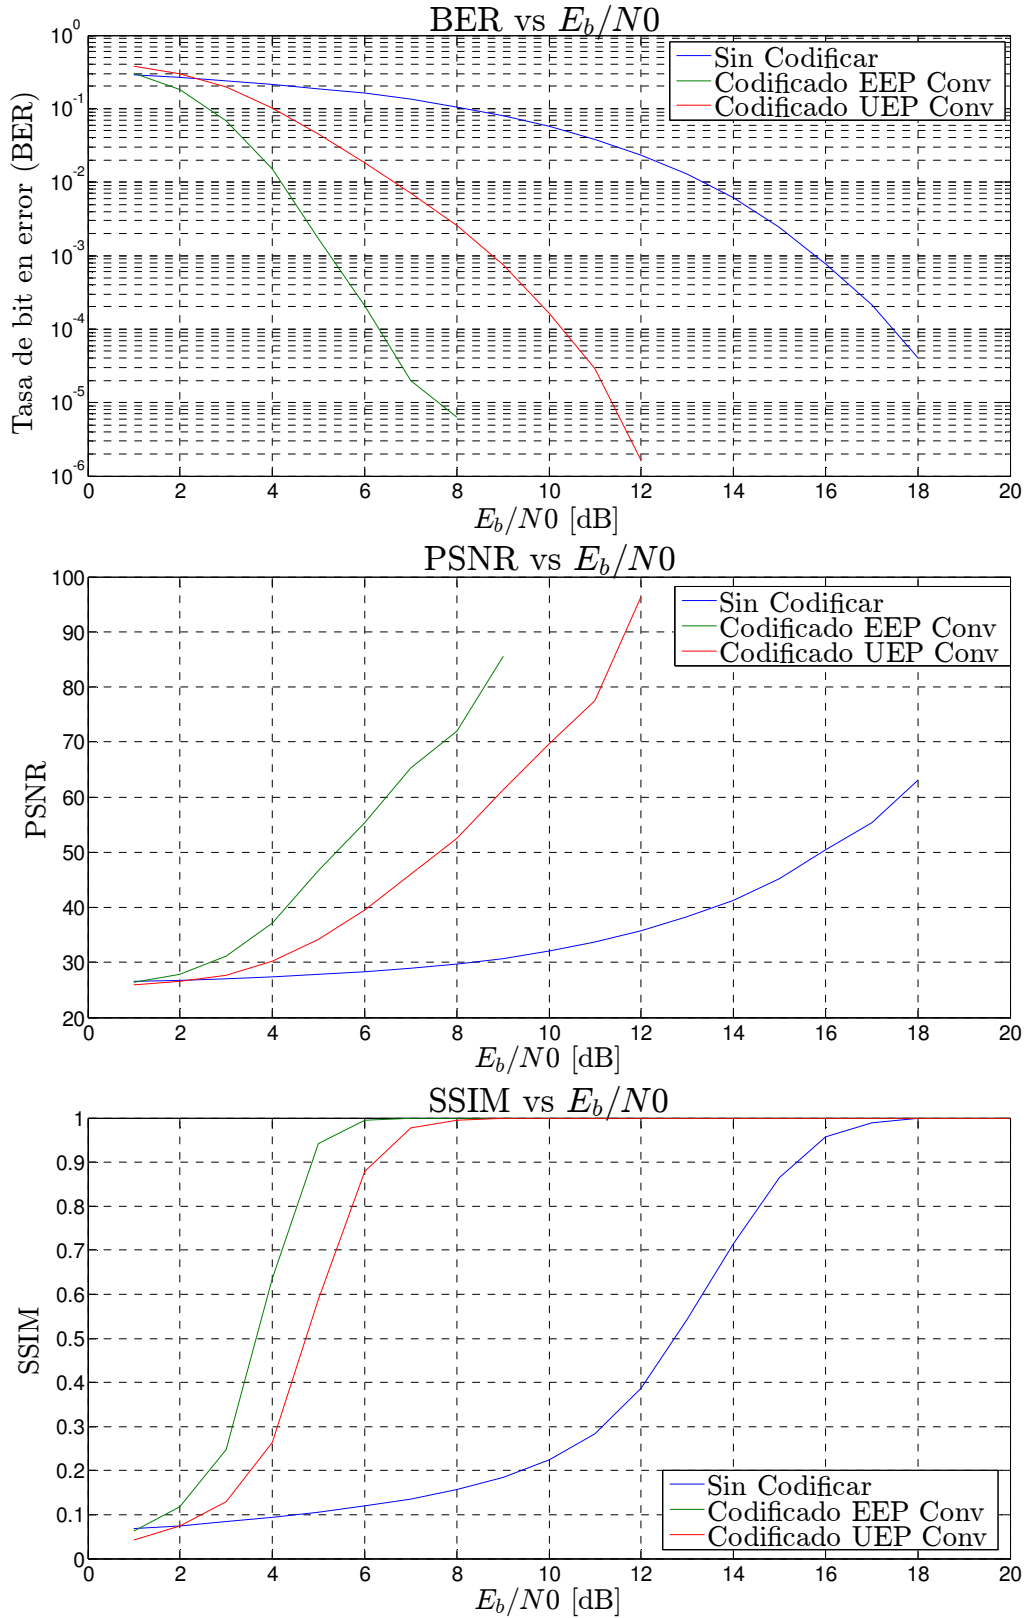 BER vs E_b/N0
10^0
10^-1
10^-2
10^-3
10^-4
10^-5
10^-6
Tasa de bit en error (BER)
Sin Codificar
Codificado EEP Conv
Codificado UEP Conv
0 2 4 6 8 10 12 14 16 18 20
E_b/N0 [dB]
PSNR vs E_b/N0
100
90
80
70
60
50
40
30
20
PSNR
Sin Codificar
Codificado EEP Conv
Codificado UEP Conv
0 2 4 6 8 10 12 14 16 18 20
E_b/N0 [dB]
SSIM vs E_b/N0
1
0.9
0.8
0.7
0.6
0.5
0.4
0.3
0.2
0.1
0
SSIM
Sin Codificar
Codificado EEP Conv
Codificado UEP Conv
0 2 4 6 8 10 12 14 16 18 20
E_b/N0 [dB]